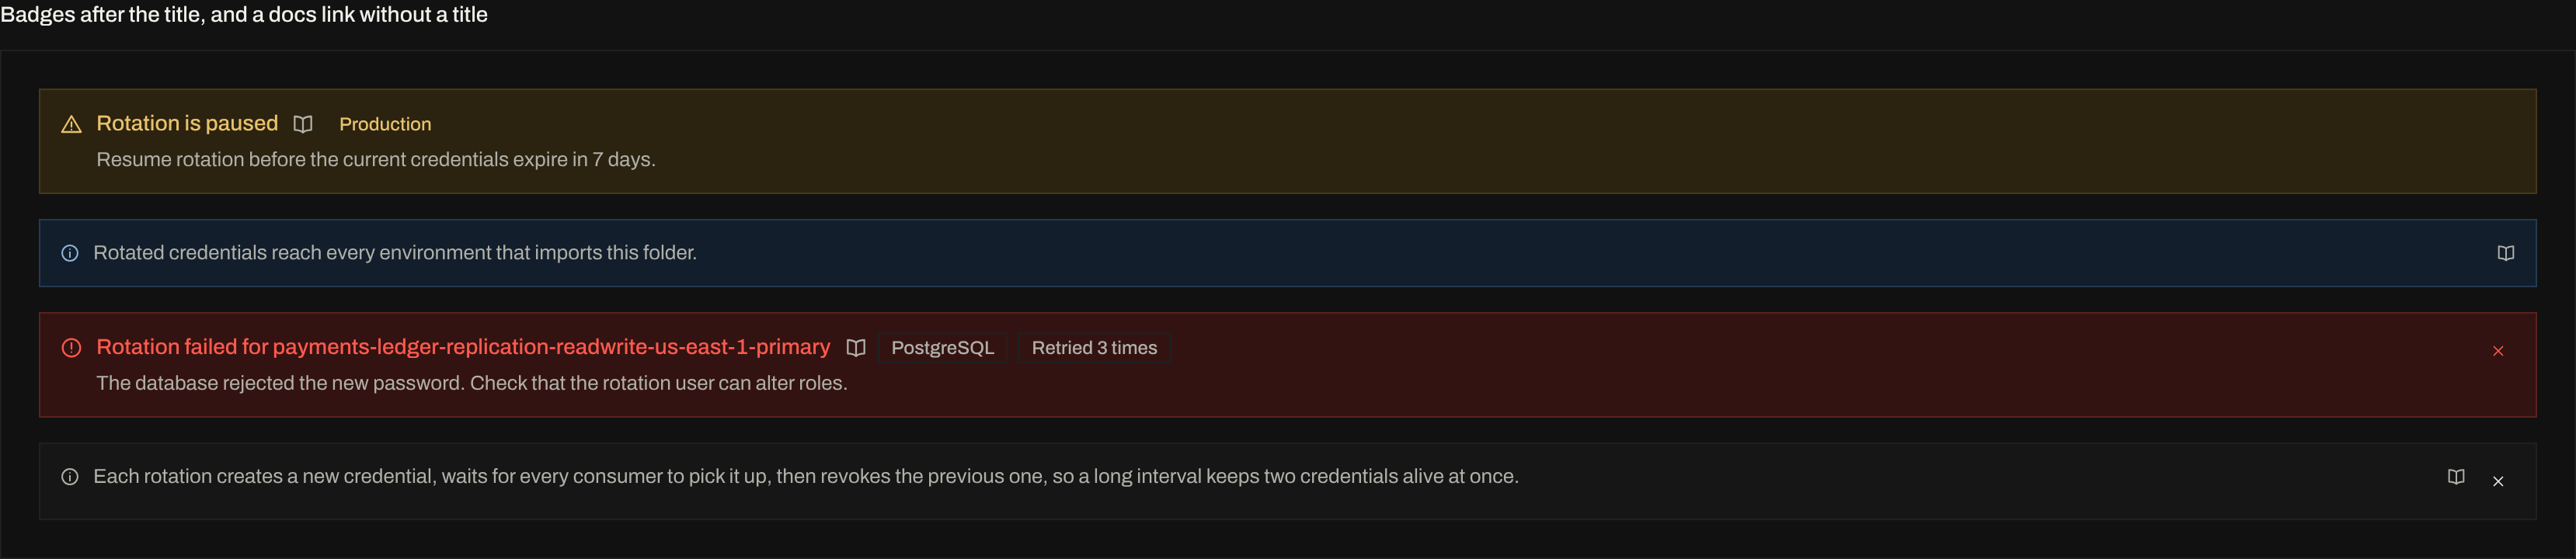 Badges after the title, and a docs link without a title
Rotation is paused Production
Resume rotation before the current credentials expire in 7 days.
Rotated credentials reach every environment that imports this folder.
Rotation failed for payments-ledger-replication-readwrite-us-east-1-primary PostgreSQL Retried 3 times
The database rejected the new password. Check that the rotation user can alter roles.
Each rotation creates a new credential, waits for every consumer to pick it up, then revokes the previous one, so a long interval keeps two credentials alive at once.